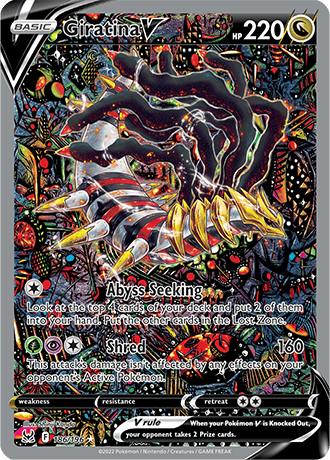 BASIC
Giratina V
HP 220
Abyss Seeking
Look at the top 4 cards of your deck and put 2 of them
into your hand. Put the other cards in the Lost Zone.
Shred 160
This attack's damage isn't affected by any effects on your
opponent's Active Pokémon.
weakness resistance retreat
V rule When your Pokémon V is Knocked Out,
your opponent takes 2 Prize cards.
F 186/196
©2022 Pokémon / Nintendo / Creatures / GAME FREAK